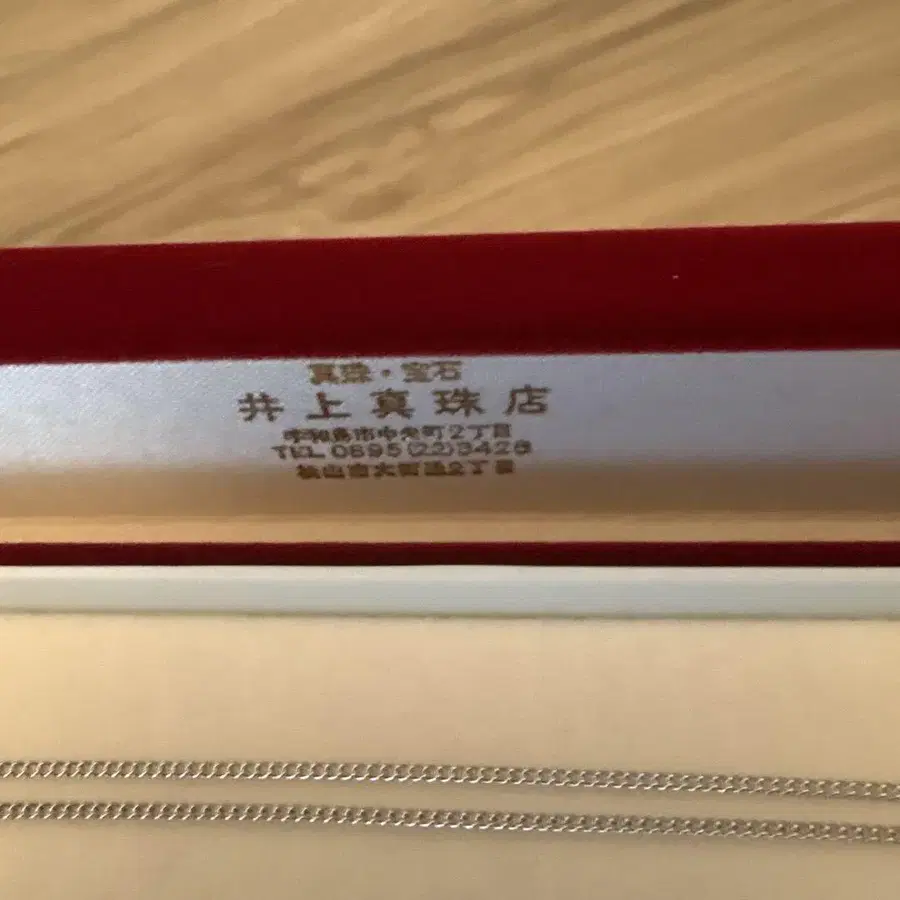 真珠・宝石
井上真珠店
宇和島市中央町2丁目
TEL 0895(22)3428
松山市大街道2丁目